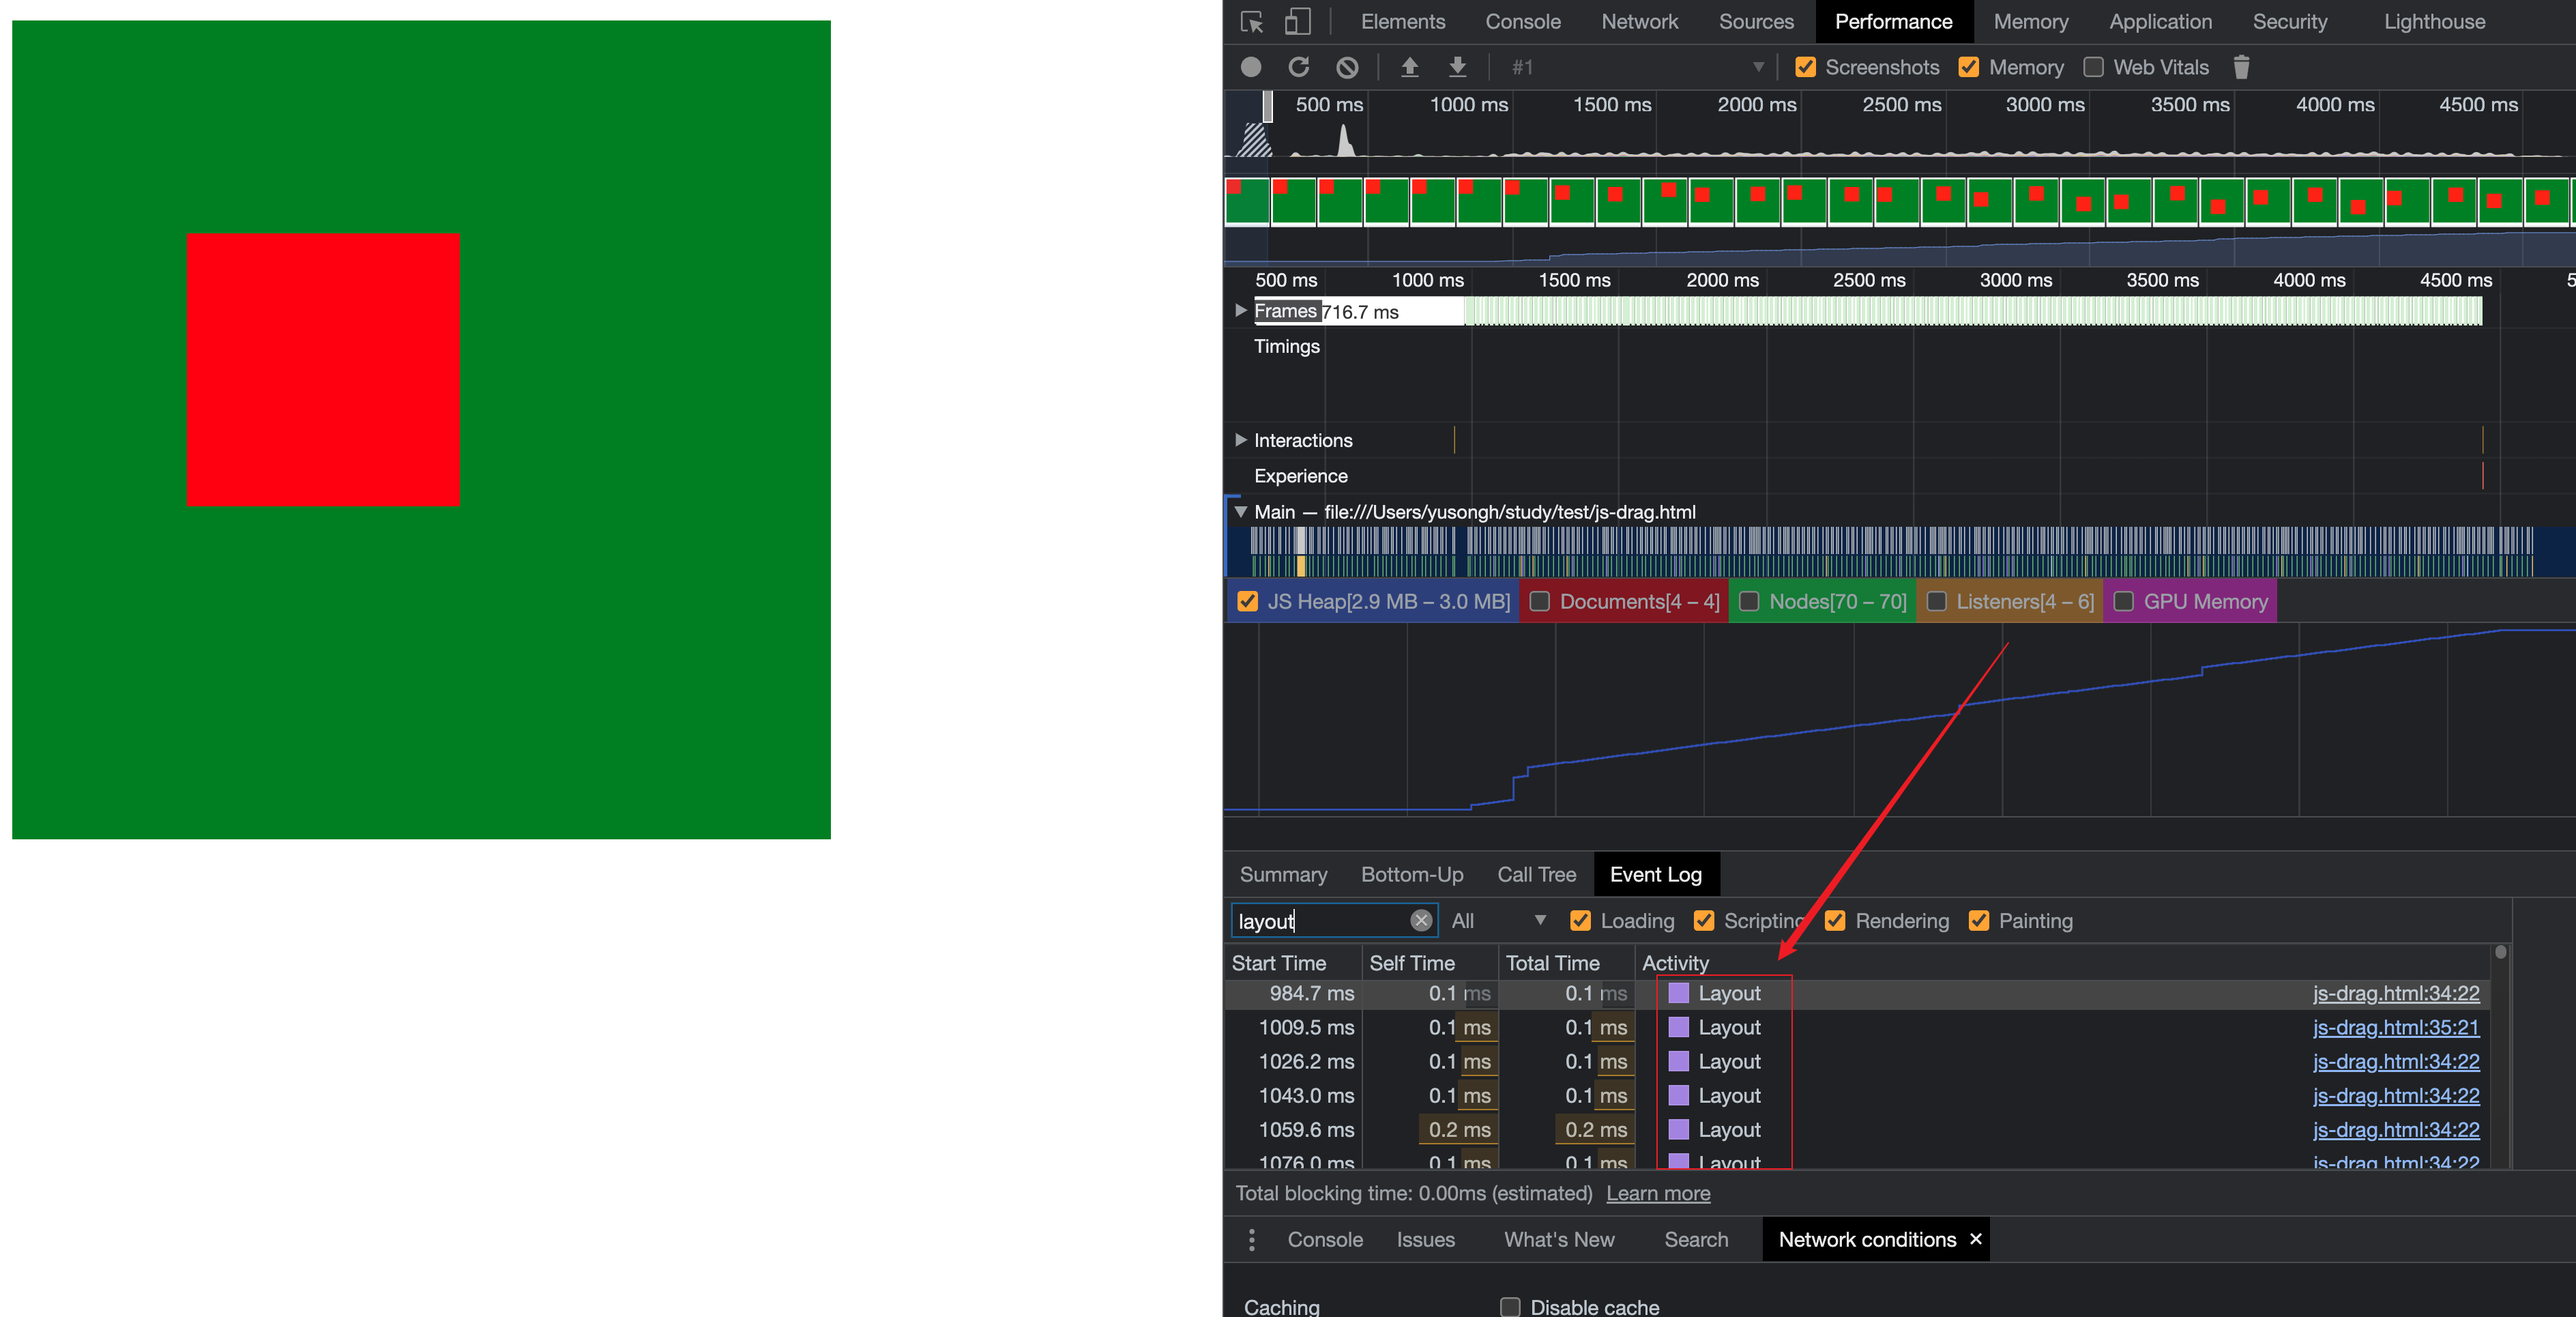 Elements Console Network Sources Performance Memory Application Security Lighthouse
#1 Screenshots Memory Web Vitals
500 ms 1000 ms 1500 ms 2000 ms 2500 ms 3000 ms 3500 ms 4000 ms 4500 ms
500 ms 1000 ms 1500 ms 2000 ms 2500 ms 3000 ms 3500 ms 4000 ms 4500 ms 5
Frames 716.7 ms
Timings
Interactions
Experience
Main — file:///Users/yusongh/study/test/js-drag.html
JS Heap[2.9 MB – 3.0 MB] Documents[4 – 4] Nodes[70 – 70] Listeners[4 – 6] GPU Memory
Summary Bottom-Up Call Tree Event Log
layout All Loading Scripting Rendering Painting
Start Time Self Time Total Time Activity
984.7 ms 0.1 ms 0.1 ms Layout js-drag.html:34:22
1009.5 ms 0.1 ms 0.1 ms Layout js-drag.html:35:21
1026.2 ms 0.1 ms 0.1 ms Layout js-drag.html:34:22
1043.0 ms 0.1 ms 0.1 ms Layout js-drag.html:34:22
1059.6 ms 0.2 ms 0.2 ms Layout js-drag.html:34:22
1076.0 ms 0.1 ms 0.1 ms Layout js-drag.html:34:22
Total blocking time: 0.00ms (estimated) Learn more
Console Issues What's New Search Network conditions ×
Caching Disable cache